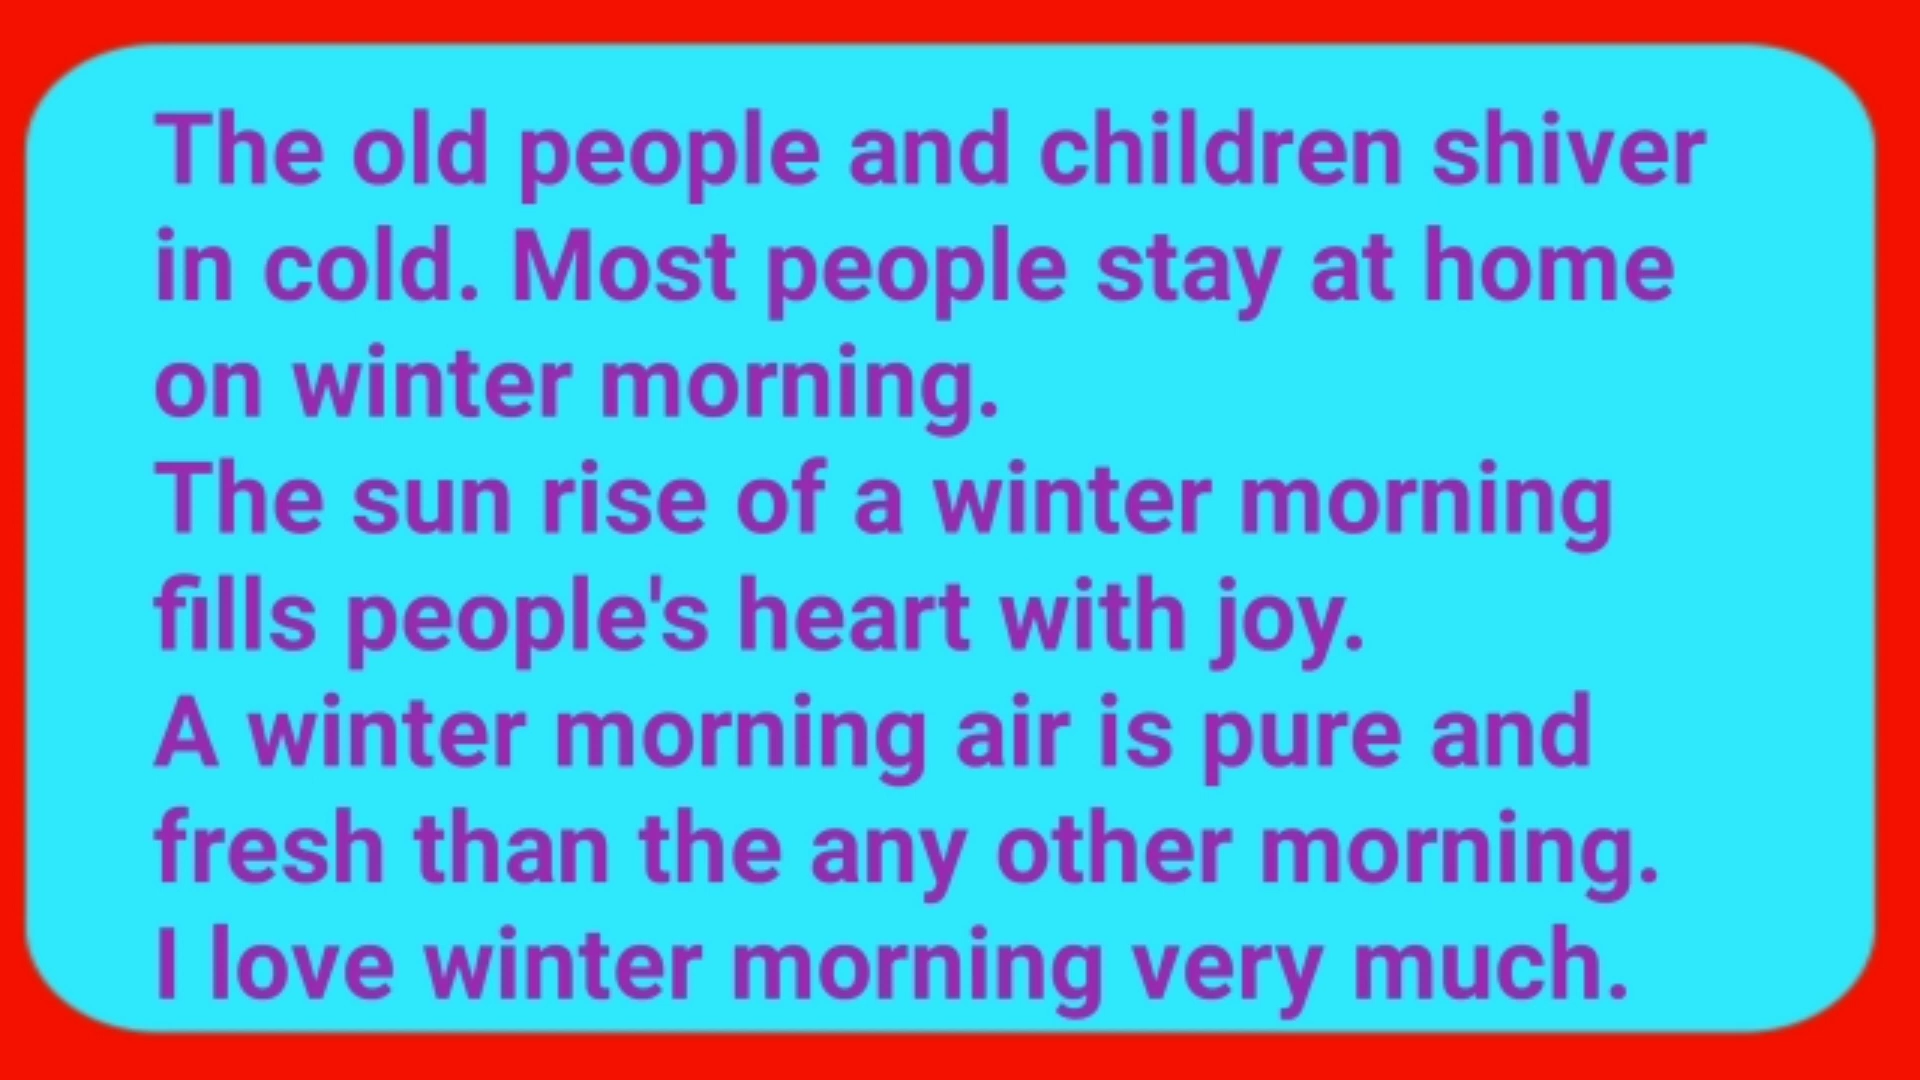 The old people and children shiver
in cold. Most people stay at home
on winter morning.
The sun rise of a winter morning
fills people's heart with joy.
A winter morning air is pure and
fresh than the any other morning.
I love winter morning very much.